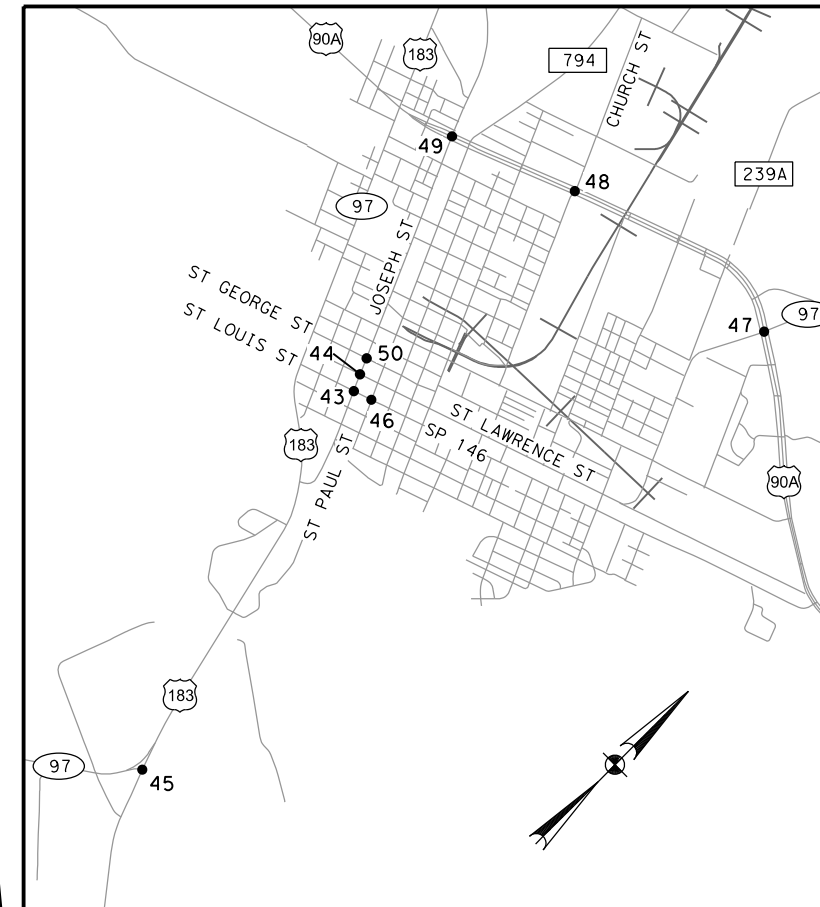 90A
183
794
CHURCH ST
49
48
239A
97
JOSEPH ST
ST GEORGE ST
ST LOUIS ST
97
47
44
50
43
46
ST LAWRENCE ST
SP 146
183
ST PAUL ST
90A
183
97
45